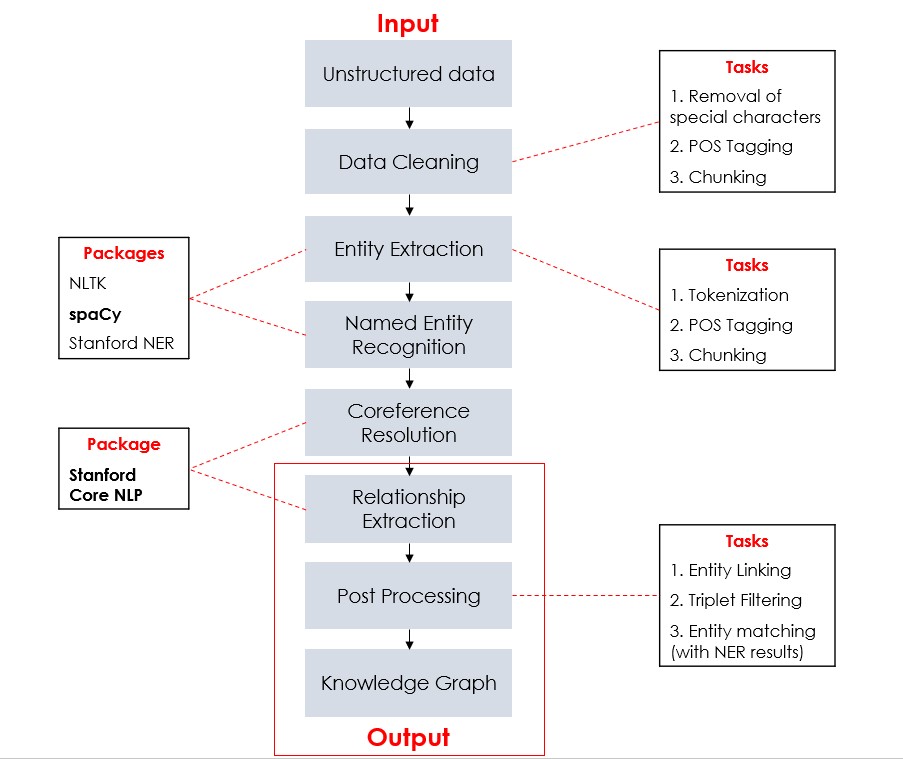 Input
Unstructured data
Data Cleaning
Entity Extraction
Named Entity
Recognition
Coreference
Resolution
Relationship
Extraction
Post Processing
Knowledge Graph
Output
Tasks
1. Removal of
special characters
2. POS Tagging
3. Chunking
Packages
NLTK
spaCy
Stanford NER
Tasks
1. Tokenization
2. POS Tagging
3. Chunking
Package
Stanford
Core NLP
Tasks
1. Entity Linking
2. Triplet Filtering
3. Entity matching
(with NER results)